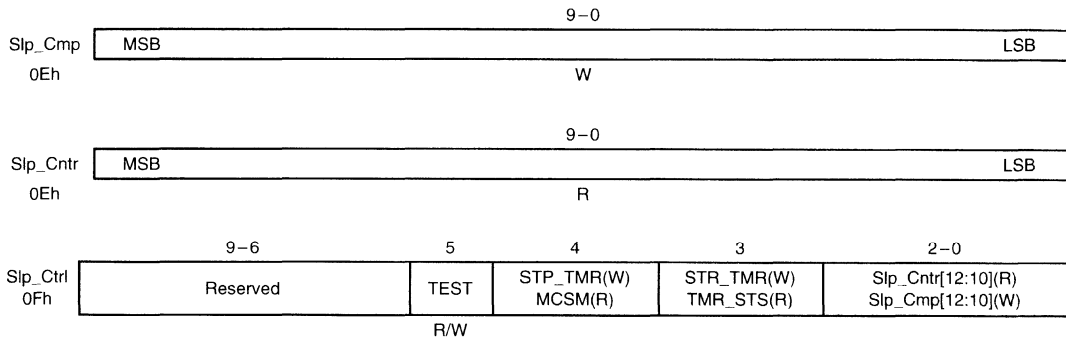 9–0
Slp_Cmp MSB LSB
0Eh W
9–0
Slp_Cntr MSB LSB
0Eh R
9–6 5 4 3 2–0
Slp_Ctrl Reserved TEST STP_TMR(W) STR_TMR(W) Slp_Cntr[12:10](R)
0Fh MCSM(R) TMR_STS(R) Slp_Cmp[12:10](W)
R/W